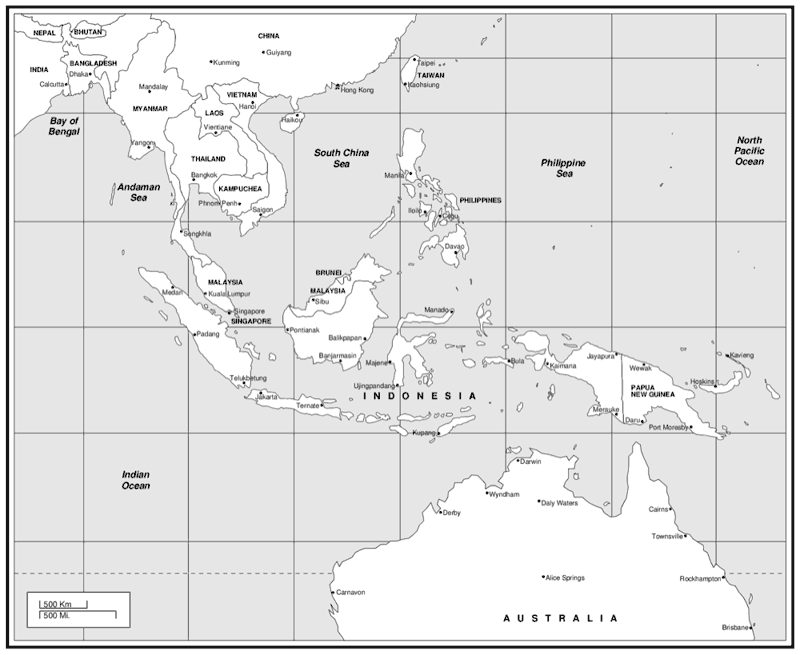 CHINA
NEPAL
BHUTAN
Guiyang
Kunming
BANGLADESH
Taipei
INDIA
Dhaka
TAIWAN
Calcutta
Kaohsiung
Mandalay
Hong Kong
VIETNAM
MYANMAR
Hanoi
LAOS
Haikou
Bay of
Bengal
Vientiane
Yangon
North
Pacific
Ocean
South China
Sea
THAILAND
Philippine
Sea
Bangkok
Manila
Andaman
Sea
KAMPUCHEA
Phnom Penh
PHILIPPINES
Saigon
Iloilo
Cebu
Songkhla
Davao
BRUNEI
MALAYSIA
MALAYSIA
Medan
Kuala Lumpur
Sibu
Singapore
SINGAPORE
Manado
Pontianak
Padang
Balikpapan
Banjarmasin
Majene
Bula
Kaimana
Jayapura
Wewak
Kavieng
Telukbetung
Ujingpandang
Hoskins
Jakarta
INDONESIA
PAPUA
NEW GUINEA
Ternate
Merauke
Daru
Port Moresby
Kupang
Darwin
Indian
Ocean
Wyndham
Daly Waters
Derby
Cairns
Townsville
Alice Springs
Rockhampton
Carnavon
500 Km
500 Mi.
AUSTRALIA
Brisbane